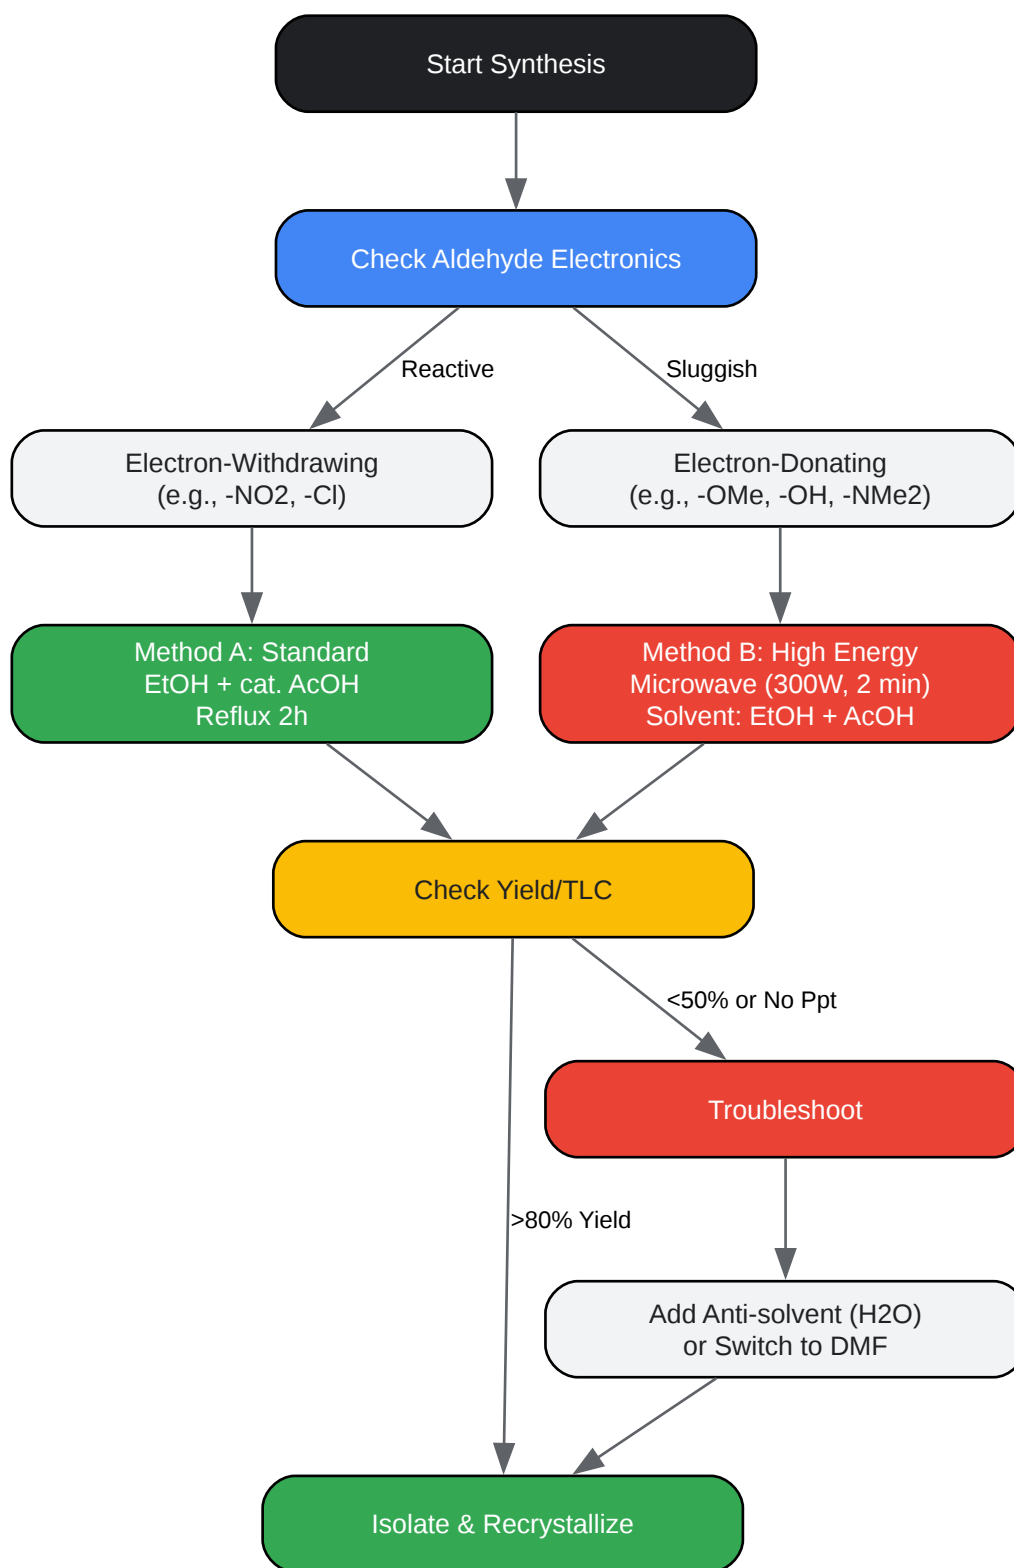 Start Synthesis
Check Aldehyde Electronics
Reactive
Sluggish
Electron-Withdrawing
(e.g., -NO2, -Cl)
Electron-Donating
(e.g., -OMe, -OH, -NMe2)
Method A: Standard
EtOH + cat. AcOH
Reflux 2h
Method B: High Energy
Microwave (300W, 2 min)
Solvent: EtOH + AcOH
Check Yield/TLC
<50% or No Ppt
Troubleshoot
>80% Yield
Add Anti-solvent (H2O)
or Switch to DMF
Isolate & Recrystallize